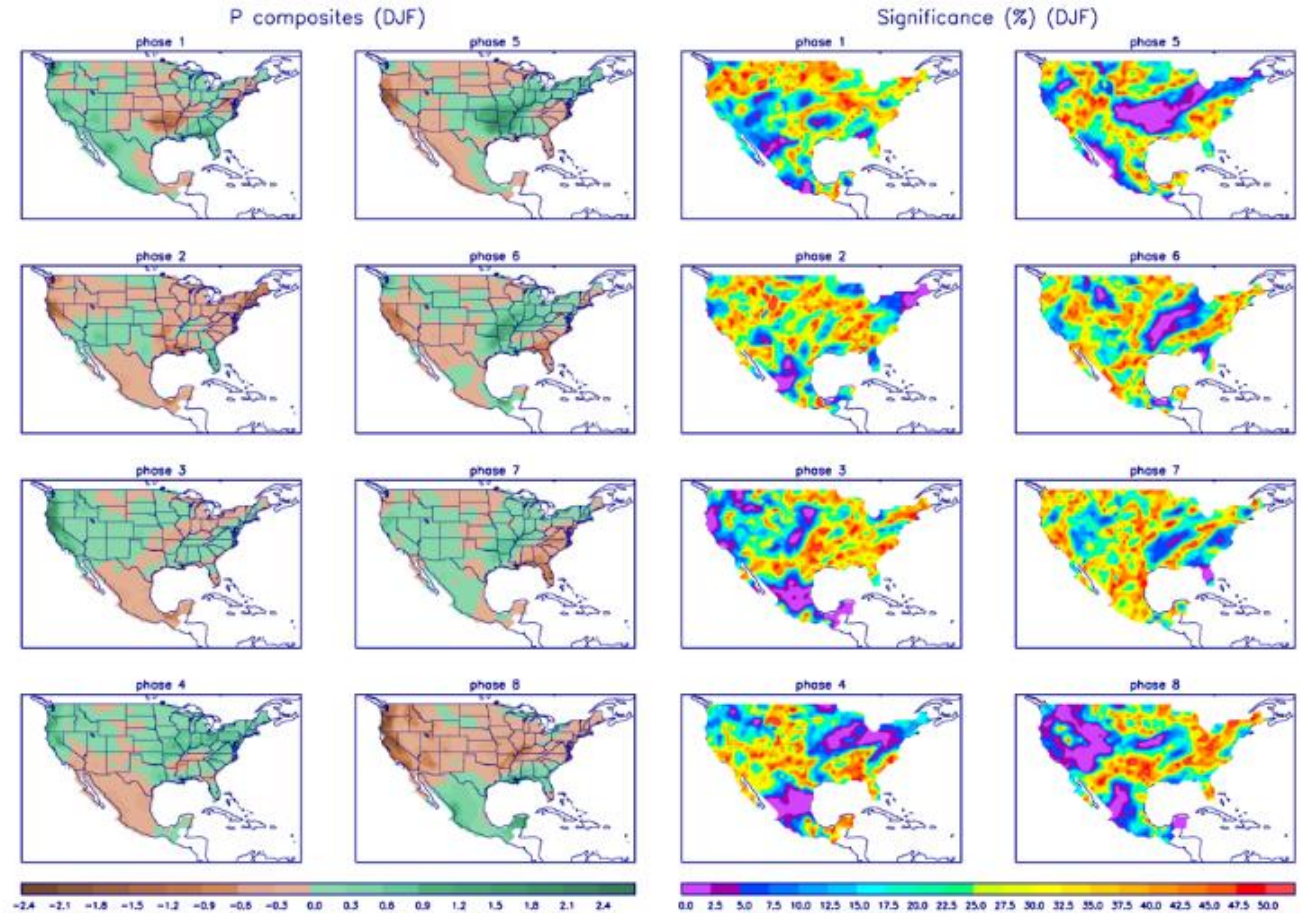 P composites (DJF)
Significance (%) (DJF)
phase 1
phase 5
phase 1
phase 5
phase 2
phase 6
phase 2
phase 6
phase 3
phase 7
phase 3
phase 7
phase 4
phase 8
phase 4
phase 8
−2.4 −2.1 −1.8 −1.5 −1.2 −0.9 −0.6 −0.3 0.0 0.3 0.6 0.9 1.2 1.5 1.8 2.1 2.4
0.0 2.5 5.0 7.5 10.0 12.5 15.0 17.5 20.0 22.5 25.0 27.5 30.0 32.5 35.0 37.5 40.0 42.5 45.0 47.5 50.0